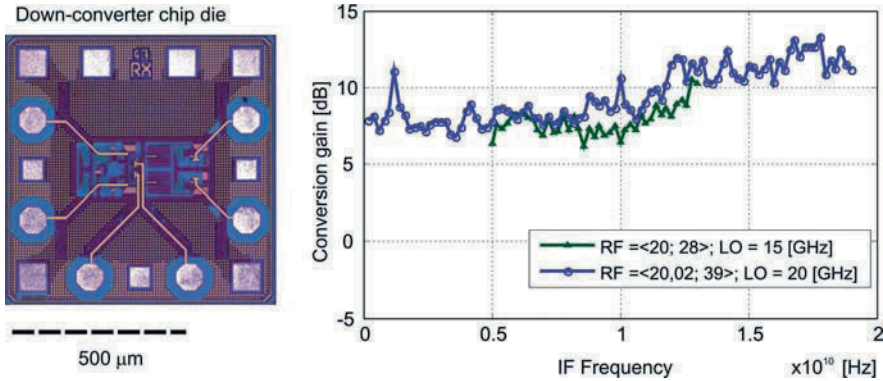 Down-converter chip die
RX
500 μm
Conversion gain [dB]
15
10
5
0
-5
0
0.5
1
1.5
2
IF Frequency
x10¹⁰ [Hz]
RF =<20; 28>; LO = 15 [GHz]
RF =<20,02; 39>; LO = 20 [GHz]